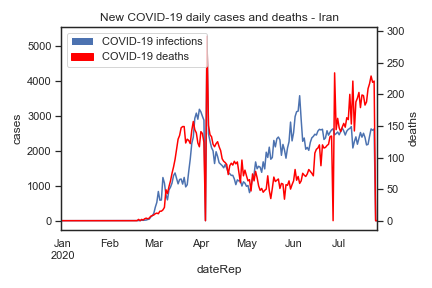 New COVID-19 daily cases and deaths - Iran
COVID-19 infections
COVID-19 deaths
cases
5000
4000
3000
2000
1000
0
deaths
300
250
200
150
100
50
0
Jan Feb Mar Apr May Jun Jul
2020
dateRep